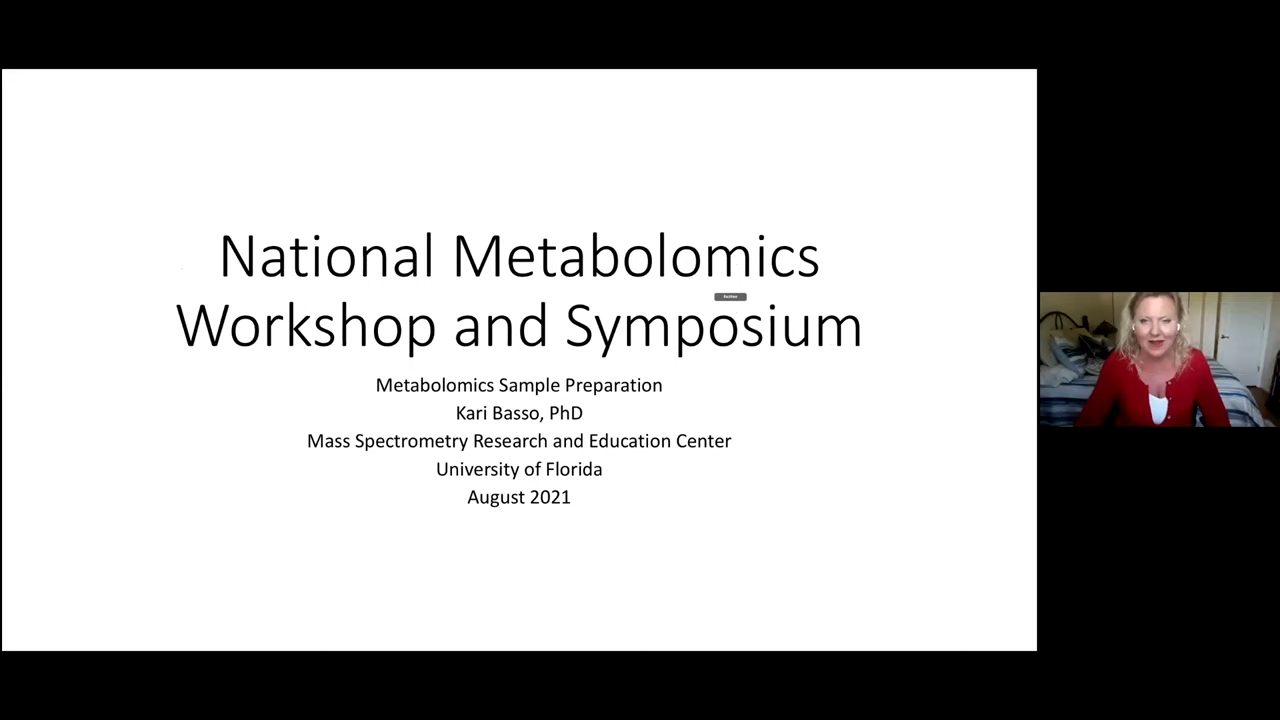 National Metabolomics
Workshop and Symposium
Metabolomics Sample Preparation
Kari Basso, PhD
Mass Spectrometry Research and Education Center
University of Florida
August 2021